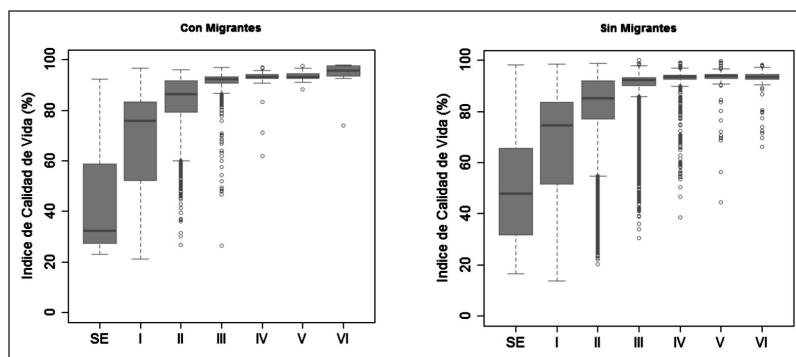 Con Migrantes
Indice de Calidad de Vida (%)
100
80
60
40
20
0
SE I II III IV V VI
Sin Migrantes
Indice de Calidad de Vida (%)
100
80
60
40
20
0
SE I II III IV V VI